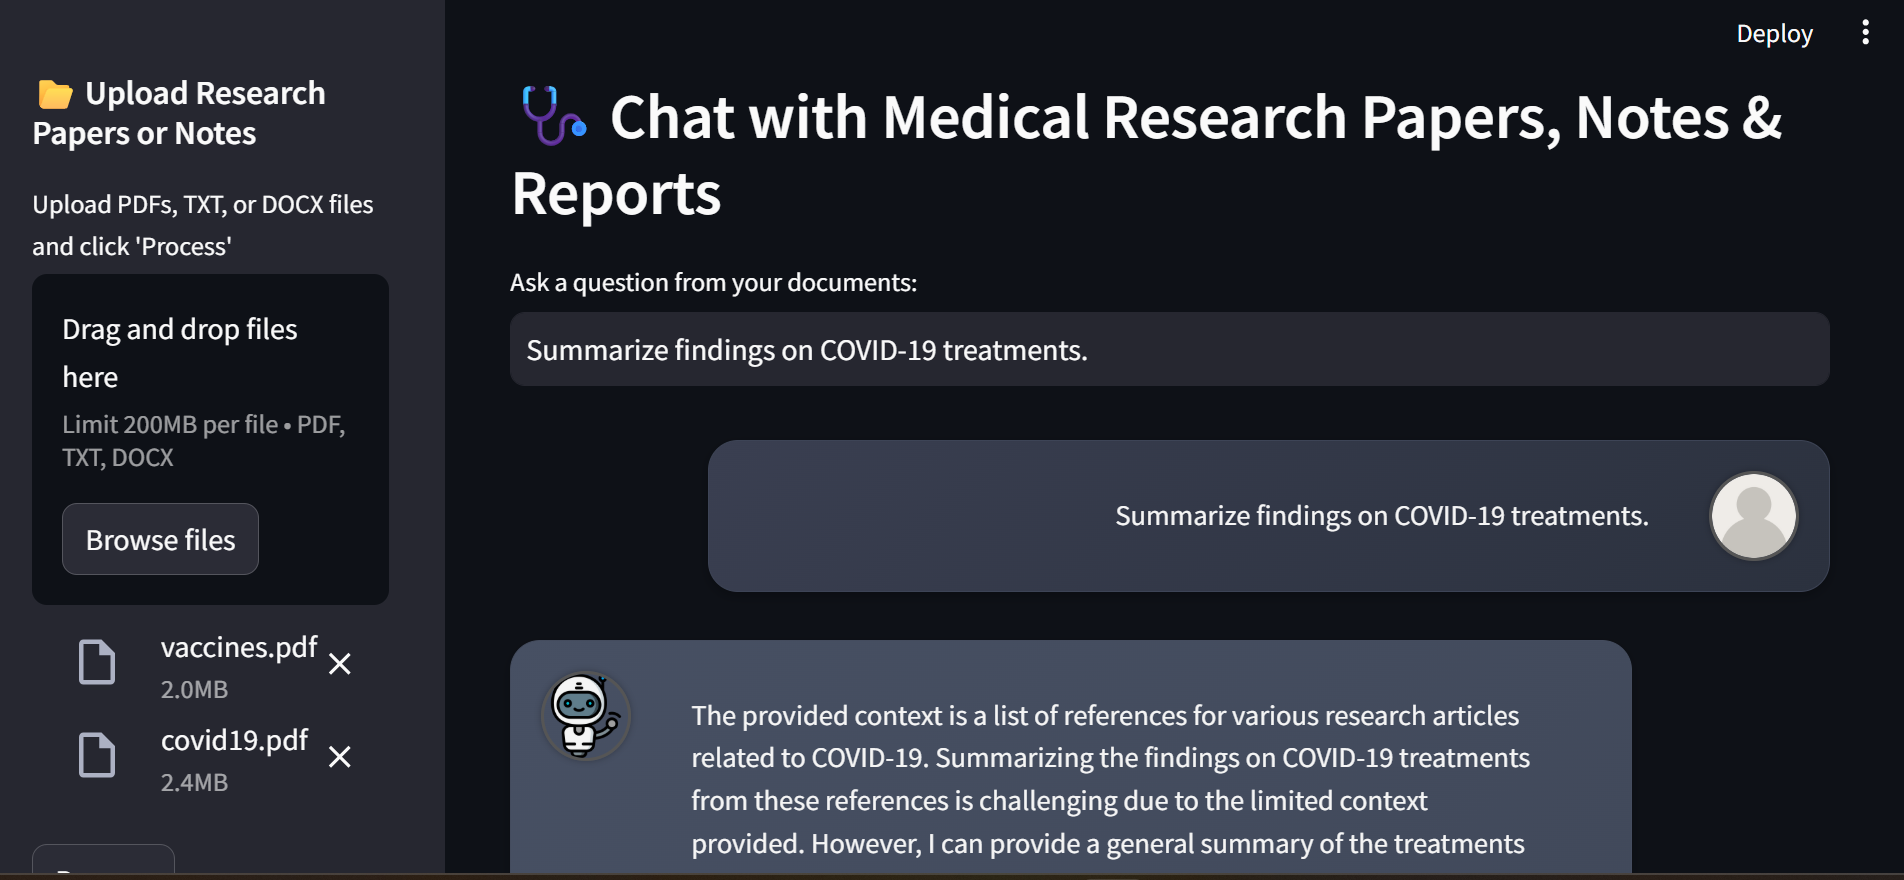 Deploy
Upload Research
Papers or Notes
Upload PDFs, TXT, or DOCX files
and click 'Process'
Drag and drop files
here
Limit 200MB per file • PDF,
TXT, DOCX
Browse files
vaccines.pdf
2.0MB
covid19.pdf
2.4MB
Chat with Medical Research Papers, Notes &
Reports
Ask a question from your documents:
Summarize findings on COVID-19 treatments.
Summarize findings on COVID-19 treatments.
The provided context is a list of references for various research articles
related to COVID-19. Summarizing the findings on COVID-19 treatments
from these references is challenging due to the limited context
provided. However, I can provide a general summary of the treatments